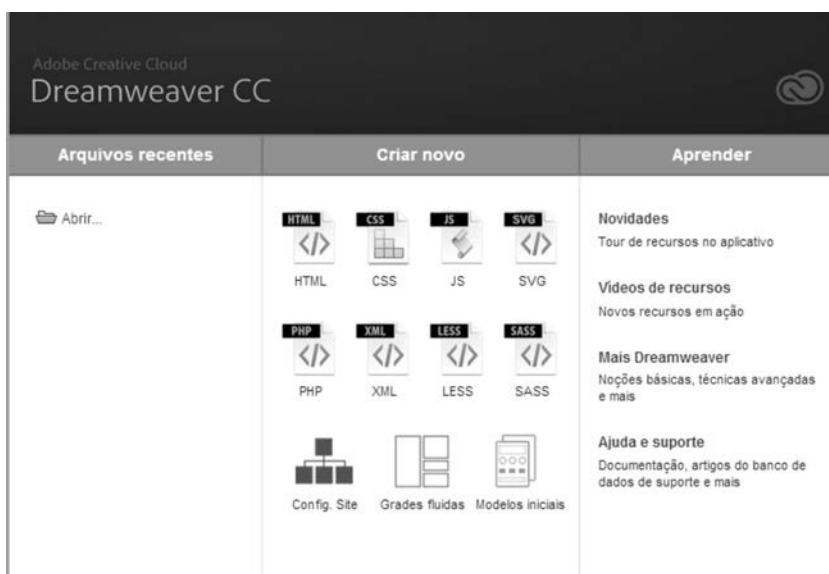 Adobe Creative Cloud
Dreamweaver CC
Arquivos recentes
Criar novo
Aprender
Abrir...
HTML CSS JS SVG
HTML CSS JS SVG
PHP XML LESS SASS
PHP XML LESS SASS
Config. Site Grades fluidas Modelos iniciais
Novidades
Tour de recursos no aplicativo
Vídeos de recursos
Novos recursos em ação
Mais Dreamweaver
Noções básicas, técnicas avançadas
e mais
Ajuda e suporte
Documentação, artigos do banco de
dados de suporte e mais